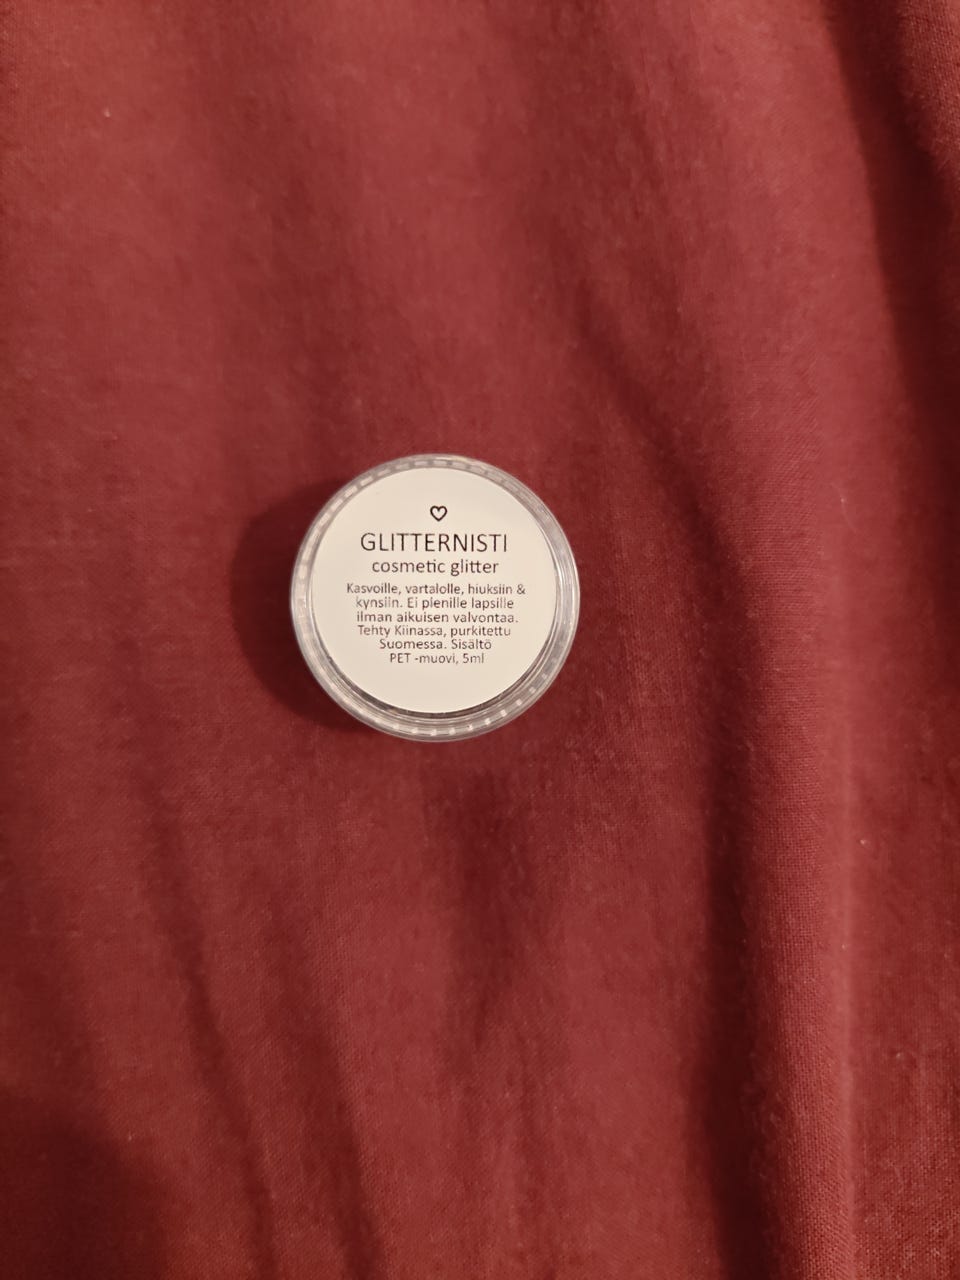 GLITTERNISTI
cosmetic glitter
Kasvoille, vartalolle, hiuksiin &
kynsiin. Ei pienille lapsille
ilman aikuisen valvontaa.
Tehty Kiinassa, purkitettu
Suomessa. Sisältö
PET -muovi, 5ml